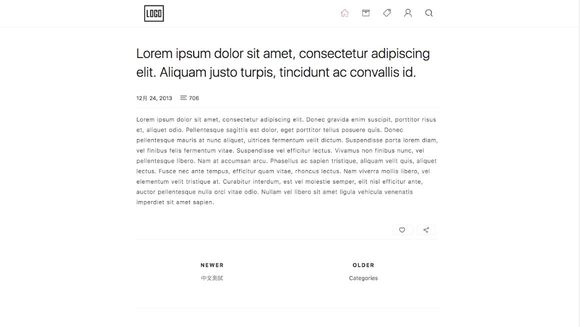 LOGO
Lorem ipsum dolor sit amet, consectetur adipiscing
elit. Aliquam justo turpis, tincidunt ac convallis id.
12月 24, 2013 706
Lorem ipsum dolor sit amet, consectetur adipiscing elit. Donec gravida enim suscipit, porttitor risus
et, aliquet odio. Pellentesque sagittis est dolor, eget porttitor tellus posuere quis. Donec
pellentesque mauris at nunc aliquet, ultrices fermentum velit dictum. Suspendisse porta lorem diam,
vel finibus felis fermentum vitae. Suspendisse vel efficitur lectus. Vivamus non finibus nunc, vel
pellentesque libero. Nam at accumsan arcu. Phasellus ac sapien tristique, aliquam velit quis, aliquet
lectus. Fusce nec ante tempus, efficitur quam vitae, rhoncus lectus. Nam viverra mollis libero, vel
elementum velit tristique at. Curabitur interdum, est vel molestie semper, elit nisl efficitur ante,
auctor pellentesque nulla orci vitae odio. Nullam vel libero sit amet ligula vehicula venenatis
imperdiet sit amet sapien.
NEWER OLDER
中文測試 Categories